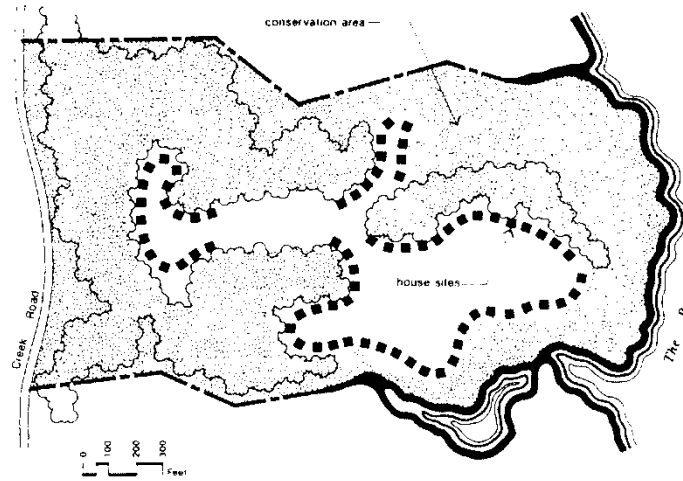 conservation area
house sites
Creek Road
The
0 100 200 300
Feet